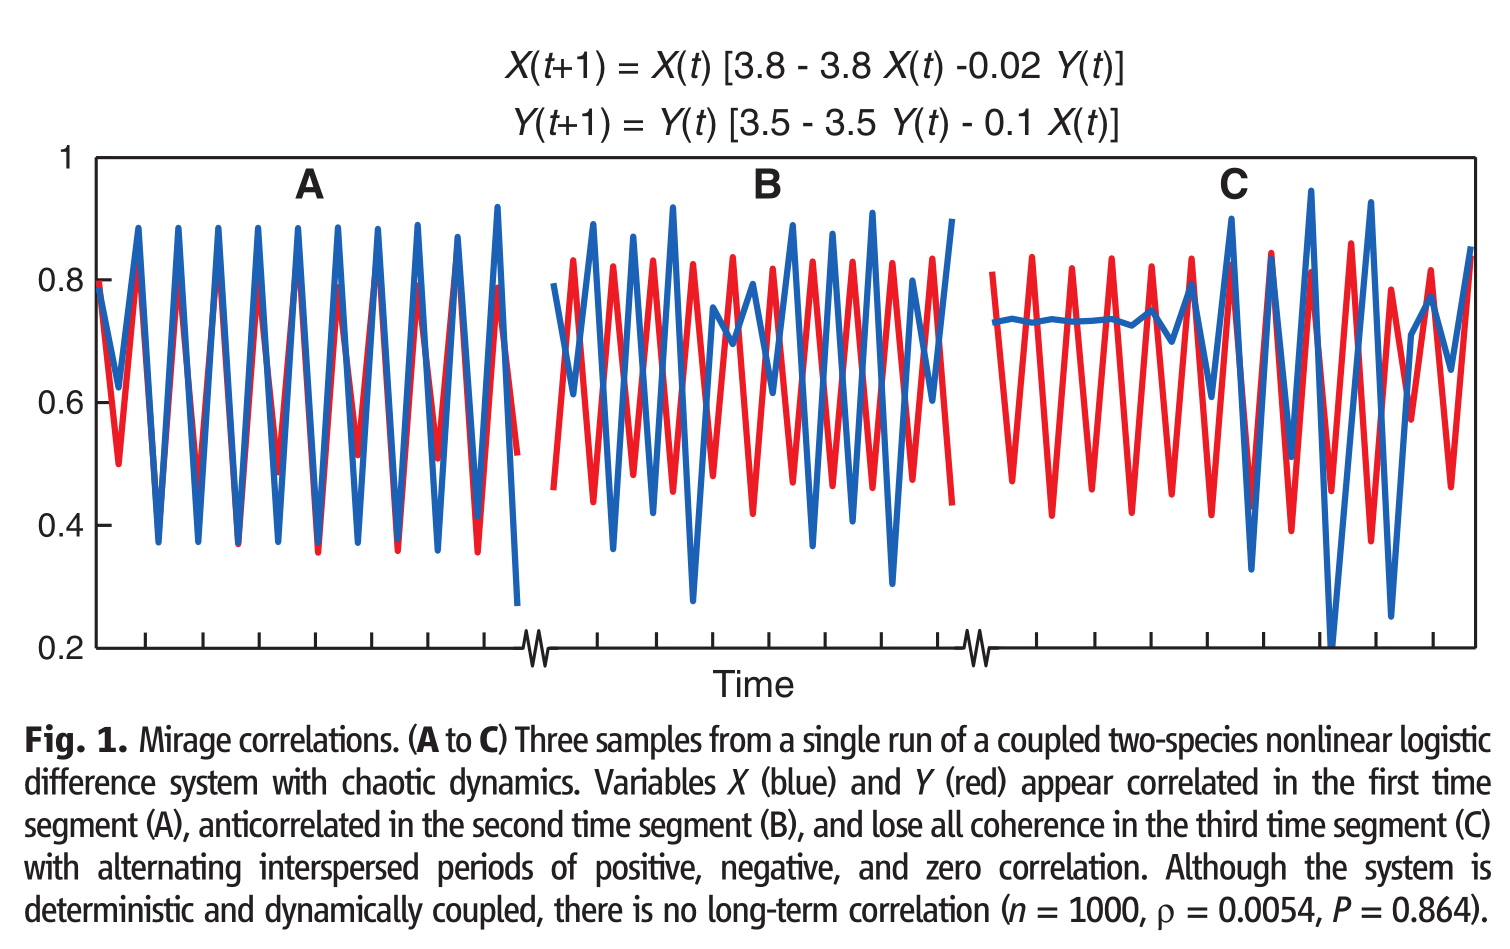 X(t+1) = X(t) [3.8 - 3.8 X(t) -0.02 Y(t)]
Y(t+1) = Y(t) [3.5 - 3.5 Y(t) - 0.1 X(t)]
1
A B C
0.8
0.6
0.4
0.2
Time
Fig. 1. Mirage correlations. (A to C) Three samples from a single run of a coupled two-species nonlinear logistic
difference system with chaotic dynamics. Variables X (blue) and Y (red) appear correlated in the first time
segment (A), anticorrelated in the second time segment (B), and lose all coherence in the third time segment (C)
with alternating interspersed periods of positive, negative, and zero correlation. Although the system is
deterministic and dynamically coupled, there is no long-term correlation (n = 1000, ρ = 0.0054, P = 0.864).